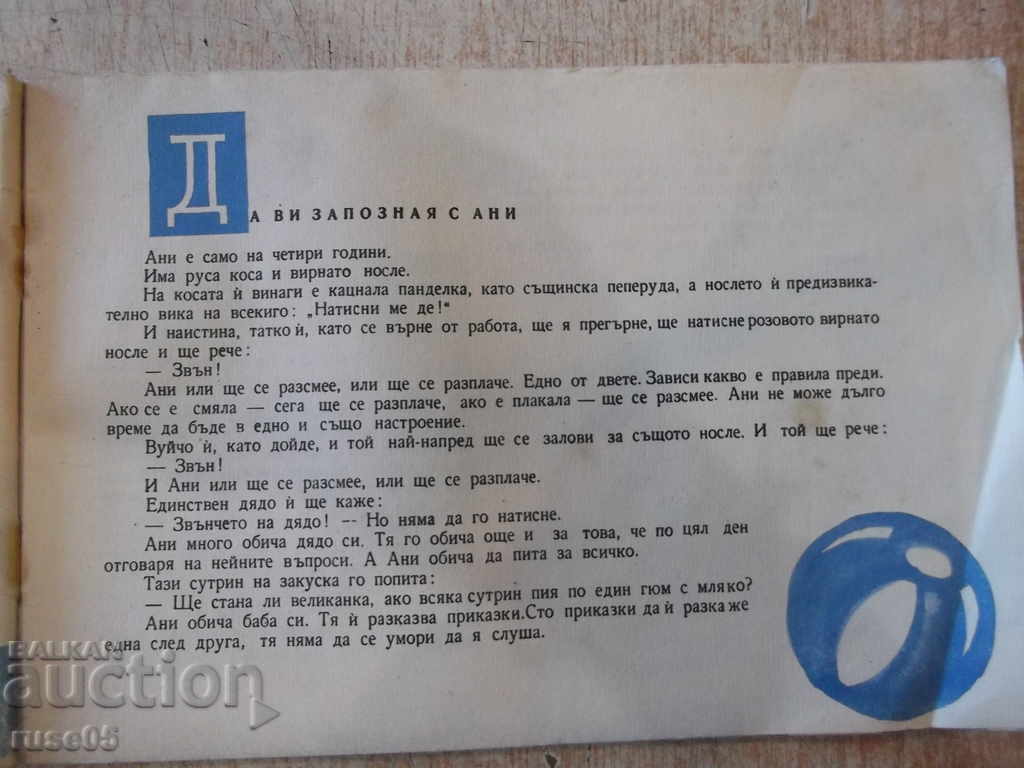 ДА ВИ ЗАПОЗНАЯ С АНИ
Ани е само на четири години.
Има руса коса и вирнато носле.
На косата ѝ винаги е кацнала панделка, като същинска пеперуда, а нослето ѝ предизвика-
телно вика на всекиго: „Натисни ме де!“
И наистина, татко ѝ, като се върне от работа, ще я прегърне, ще натисне розовото вирнато
носле и ще рече:
— Звън!
Ани или ще се разсмее, или ще се разплаче. Едно от двете. Зависи какво е правила преди.
Ако се е смяла — сега ще се разплаче, ако е плакала — ще се разсмее. Ани не може дълго
време да бъде в едно и също настроение.
Вуйчо ѝ, като дойде, и той най-напред ще се залови за същото носле. И той ще рече:
— Звън!
И Ани или ще се разсмее, или ще се разплаче.
Единствен дядо ѝ ще каже:
— Звънчето на дядо! -- Но няма да го натисне.
Ани много обича дядо си. Тя го обича още и за това, че по цял ден
отговаря на нейните въпроси. А Ани обича да пита за всичко.
Тази сутрин на закуска го попита:
— Ще стана ли великанка, ако всяка сутрин пия по един гюм с мляко?
Ани обича баба си. Тя ѝ разказва приказки. Сто приказки да ѝ разкаже
една след друга, тя няма да се умори да я слуша.
BALKAN
auction
ruse05